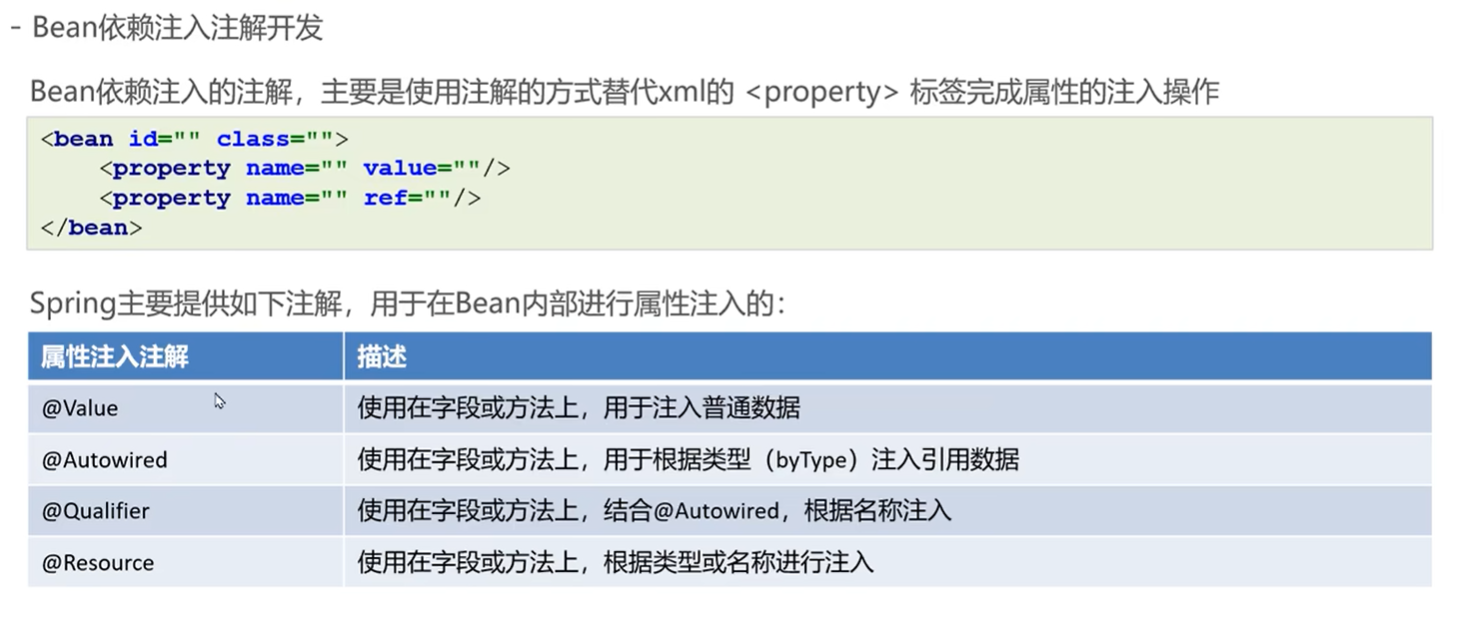 - Bean依赖注入注解开发
Bean依赖注入的注解，主要是使用注解的方式替代xml的 <property> 标签完成属性的注入操作
<bean id="" class="">
    <property name="" value=""/>
    <property name="" ref=""/>
</bean>
Spring主要提供如下注解，用于在Bean内部进行属性注入的：
属性注入注解 描述
@Value 使用在字段或方法上，用于注入普通数据
@Autowired 使用在字段或方法上，用于根据类型（byType）注入引用数据
@Qualifier 使用在字段或方法上，结合@Autowired，根据名称注入
@Resource 使用在字段或方法上，根据类型或名称进行注入